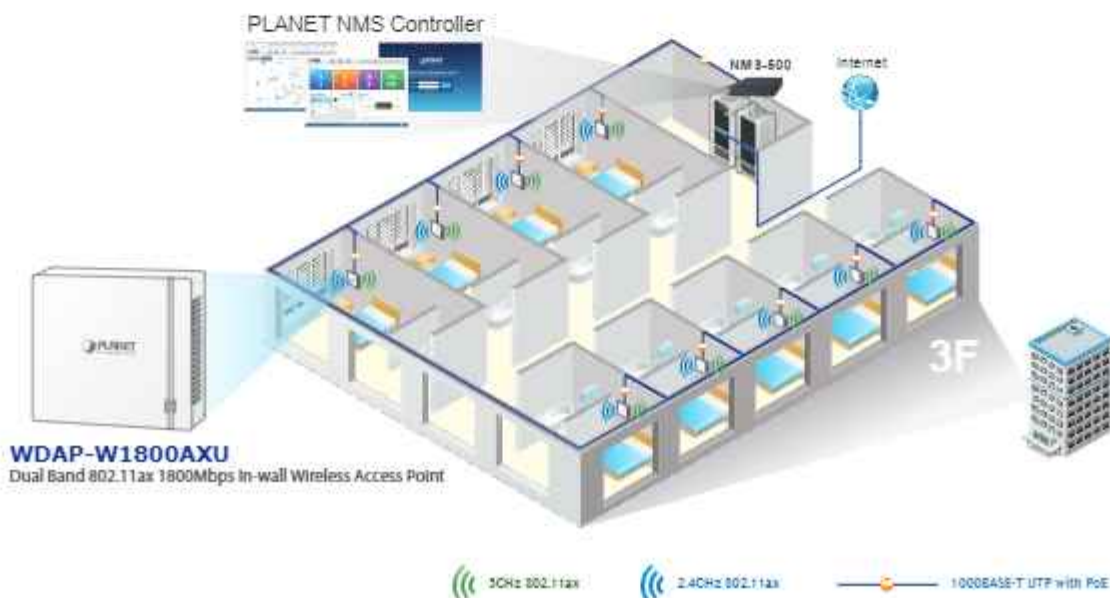 PLANET NMS Controller
NMS-500
Internet
PLANET
3F
WDAP-W1800AXU
Dual Band 802.11ax 1800Mbps In-wall Wireless Access Point
5GHz 802.11ax
2.4GHz 802.11ax
1000BASE-T UTP with PoE